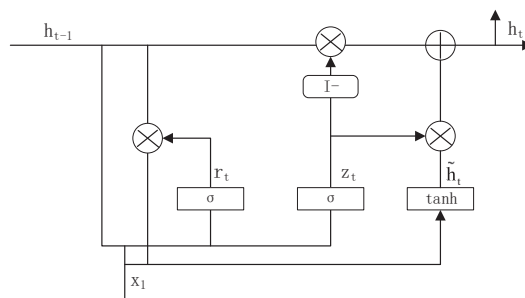 h_{t-1}
h_t
I-
r_t
z_t
h̃_t
σ
σ
tanh
x_1